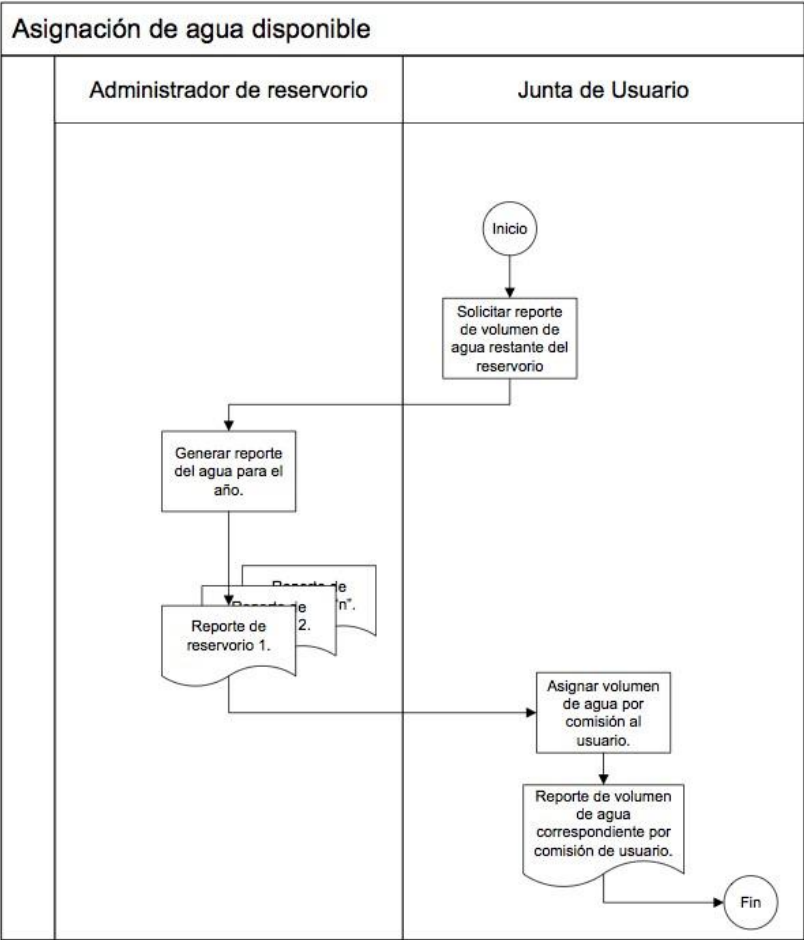 Asignación de agua disponible
Administrador de reservorio
Junta de Usuario
Inicio
Solicitar reporte
de volumen de
agua restante del
reservorio
Generar reporte
del agua para el
año.
Reporte de
"n".
Reporte de
2.
Reporte de
reservorio 1.
Asignar volumen
de agua por
comisión al
usuario.
Reporte de volumen
de agua
correspondiente por
comisión de usuario.
Fin